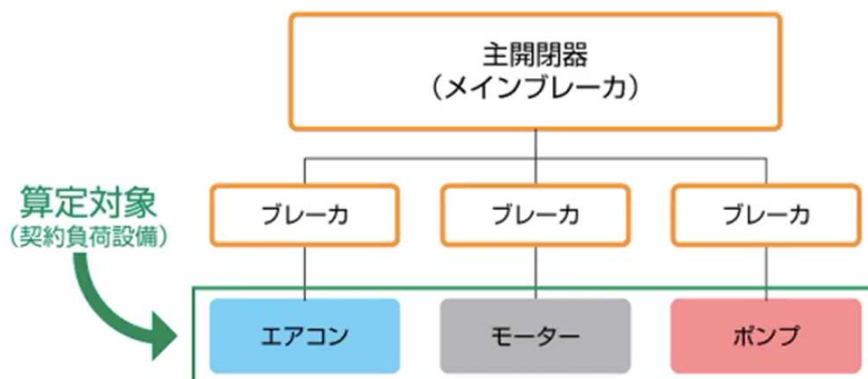 主開閉器
（メインブレーカ）
算定対象
（契約負荷設備）
ブレーカ
ブレーカ
ブレーカ
エアコン
モーター
ポンプ